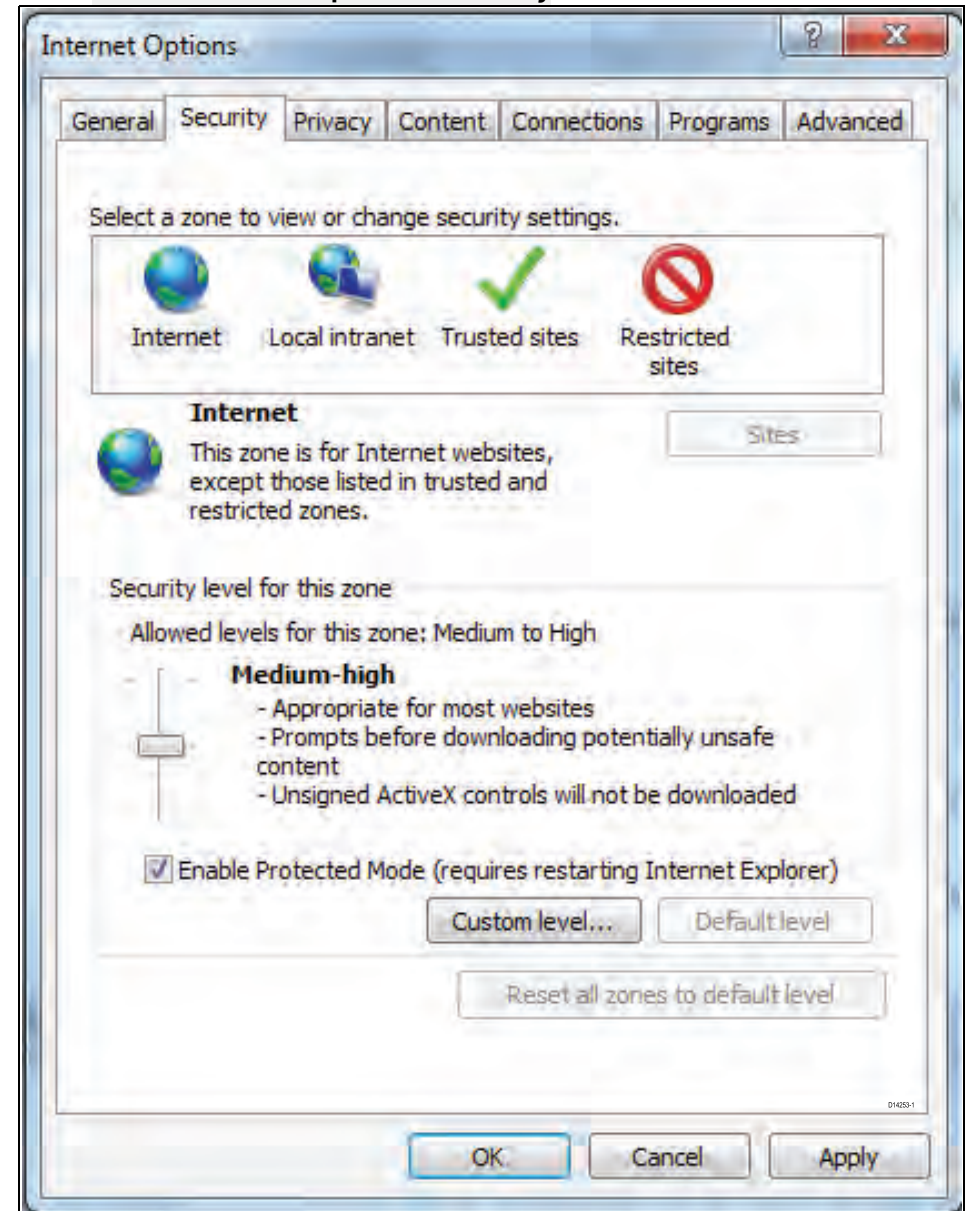 Internet Options
General Security Privacy Content Connections Programs Advanced
Select a zone to view or change security settings.
Internet Local intranet Trusted sites Restricted
sites
Internet
Sites
This zone is for Internet websites,
except those listed in trusted and
restricted zones.
Security level for this zone
Allowed levels for this zone: Medium to High
Medium-high
- Appropriate for most websites
- Prompts before downloading potentially unsafe
content
- Unsigned ActiveX controls will not be downloaded
Enable Protected Mode (requires restarting Internet Explorer)
Custom level... Default level
Reset all zones to default level
D14253-1
OK Cancel Apply